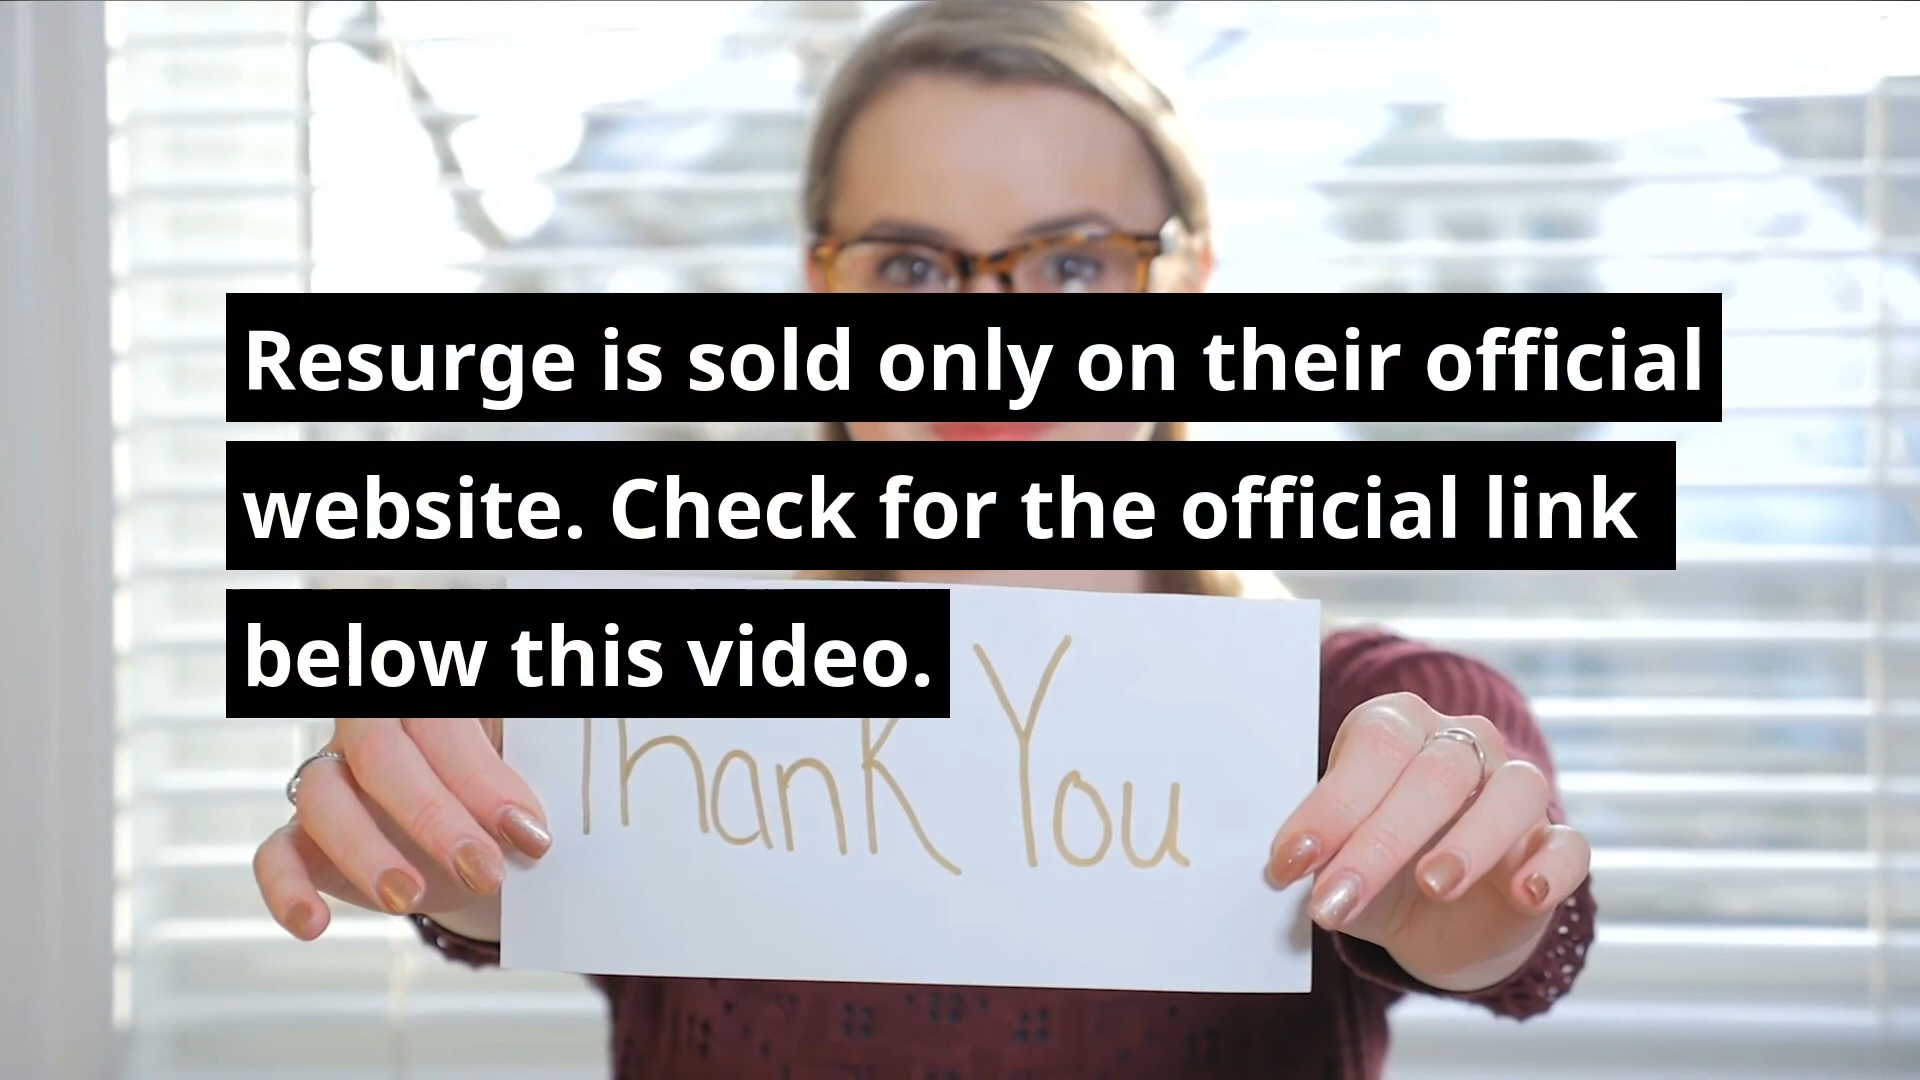 Resurge is sold only on their official
website. Check for the official link
below this video.
Thank You